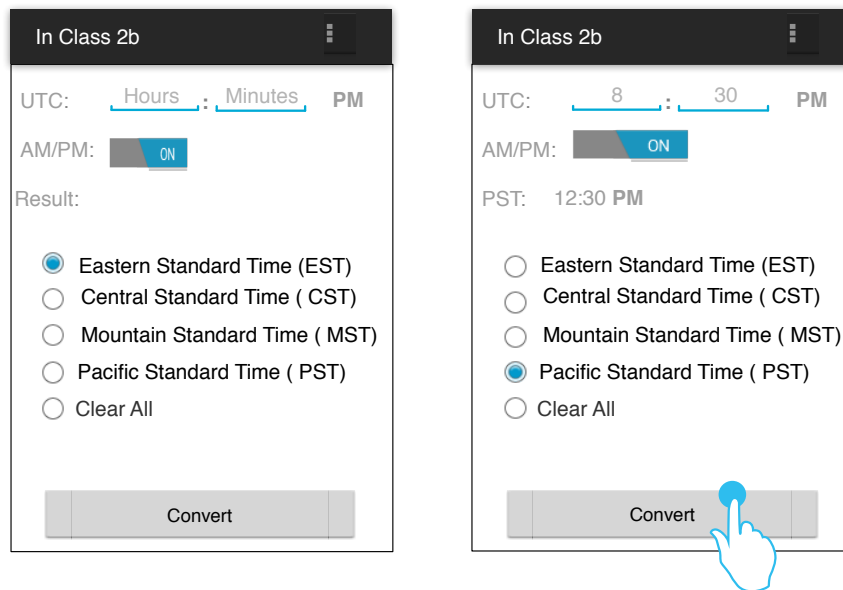 In Class 2b
UTC: Hours : Minutes PM
AM/PM: ON
Result:
Eastern Standard Time (EST)
Central Standard Time ( CST)
Mountain Standard Time ( MST)
Pacific Standard Time ( PST)
Clear All
Convert
In Class 2b
UTC: 8 : 30 PM
AM/PM: ON
PST: 12:30 PM
Eastern Standard Time (EST)
Central Standard Time ( CST)
Mountain Standard Time ( MST)
Pacific Standard Time ( PST)
Clear All
Convert